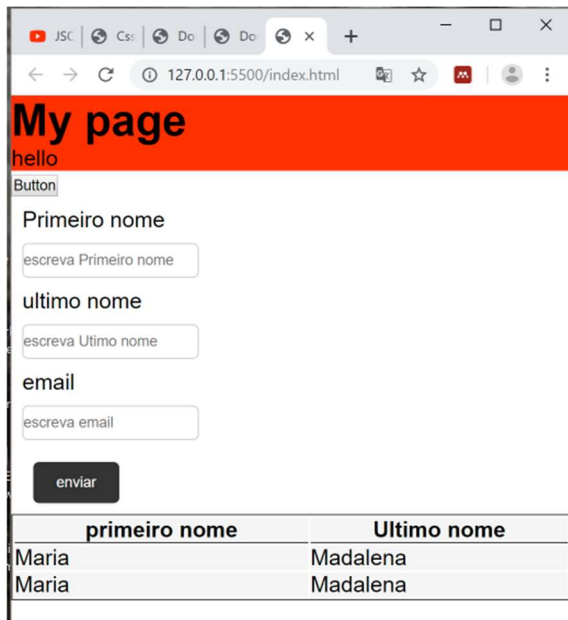 JSC Css Do Do
127.0.0.1:5500/index.html
My page
hello
Button
Primeiro nome
escreva Primeiro nome
ultimo nome
escreva Utimo nome
email
escreva email
enviar
primeiro nome Ultimo nome
Maria Madalena
Maria Madalena